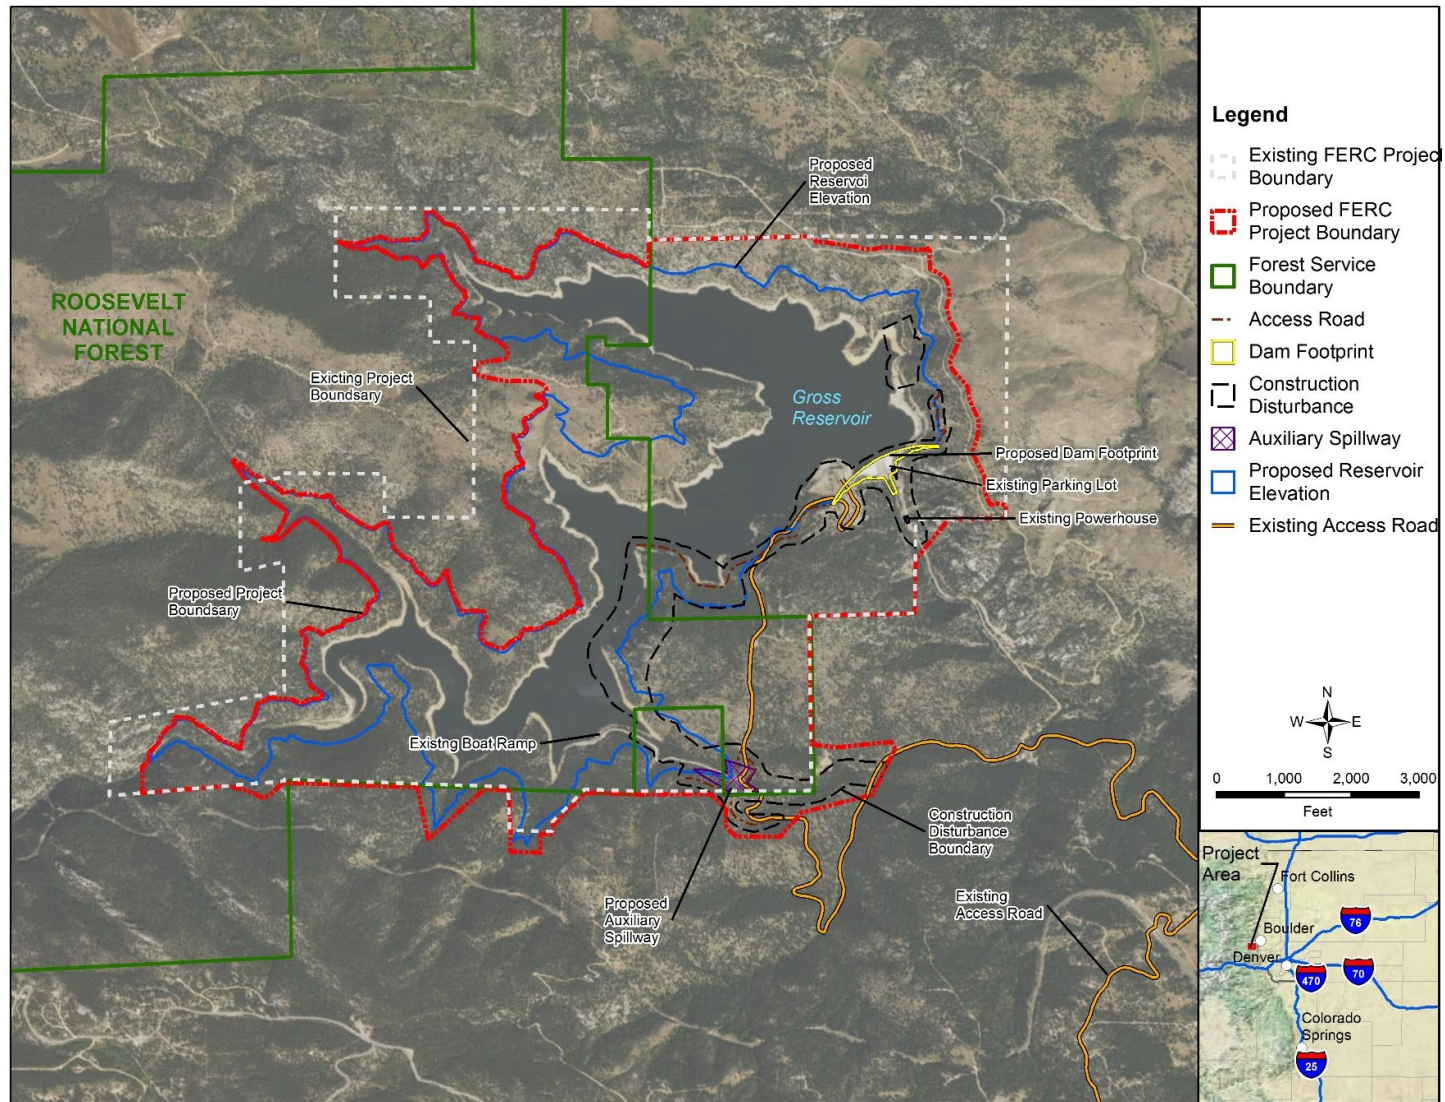 Proposed
Reservoi
Elevation
ROOSEVELT
NATIONAL
FOREST
Exicting Project
Boundsary
Gross
Reservoir
Proposed Dam Footprint
Existing Parking Lot
Existing Powerhouse
Proposed Project
Boundsary
Existng Boat Ramp
Construction
Disturbance
Boundary
Proposed
Auxiliary
Spillway
Existing
Access Road
Legend
Existing FERC Project
Boundary
Proposed FERC
Project Boundary
Forest Service
Boundary
Access Road
Dam Footprint
Construction
Disturbance
Auxiliary Spillway
Proposed Reservoir
Elevation
Existing Access Road
N
W E
S
0 1,000 2,000 3,000
Feet
Project
Area
Fort Collins
76
Boulder
Denver
470
70
Colorado
Springs
25